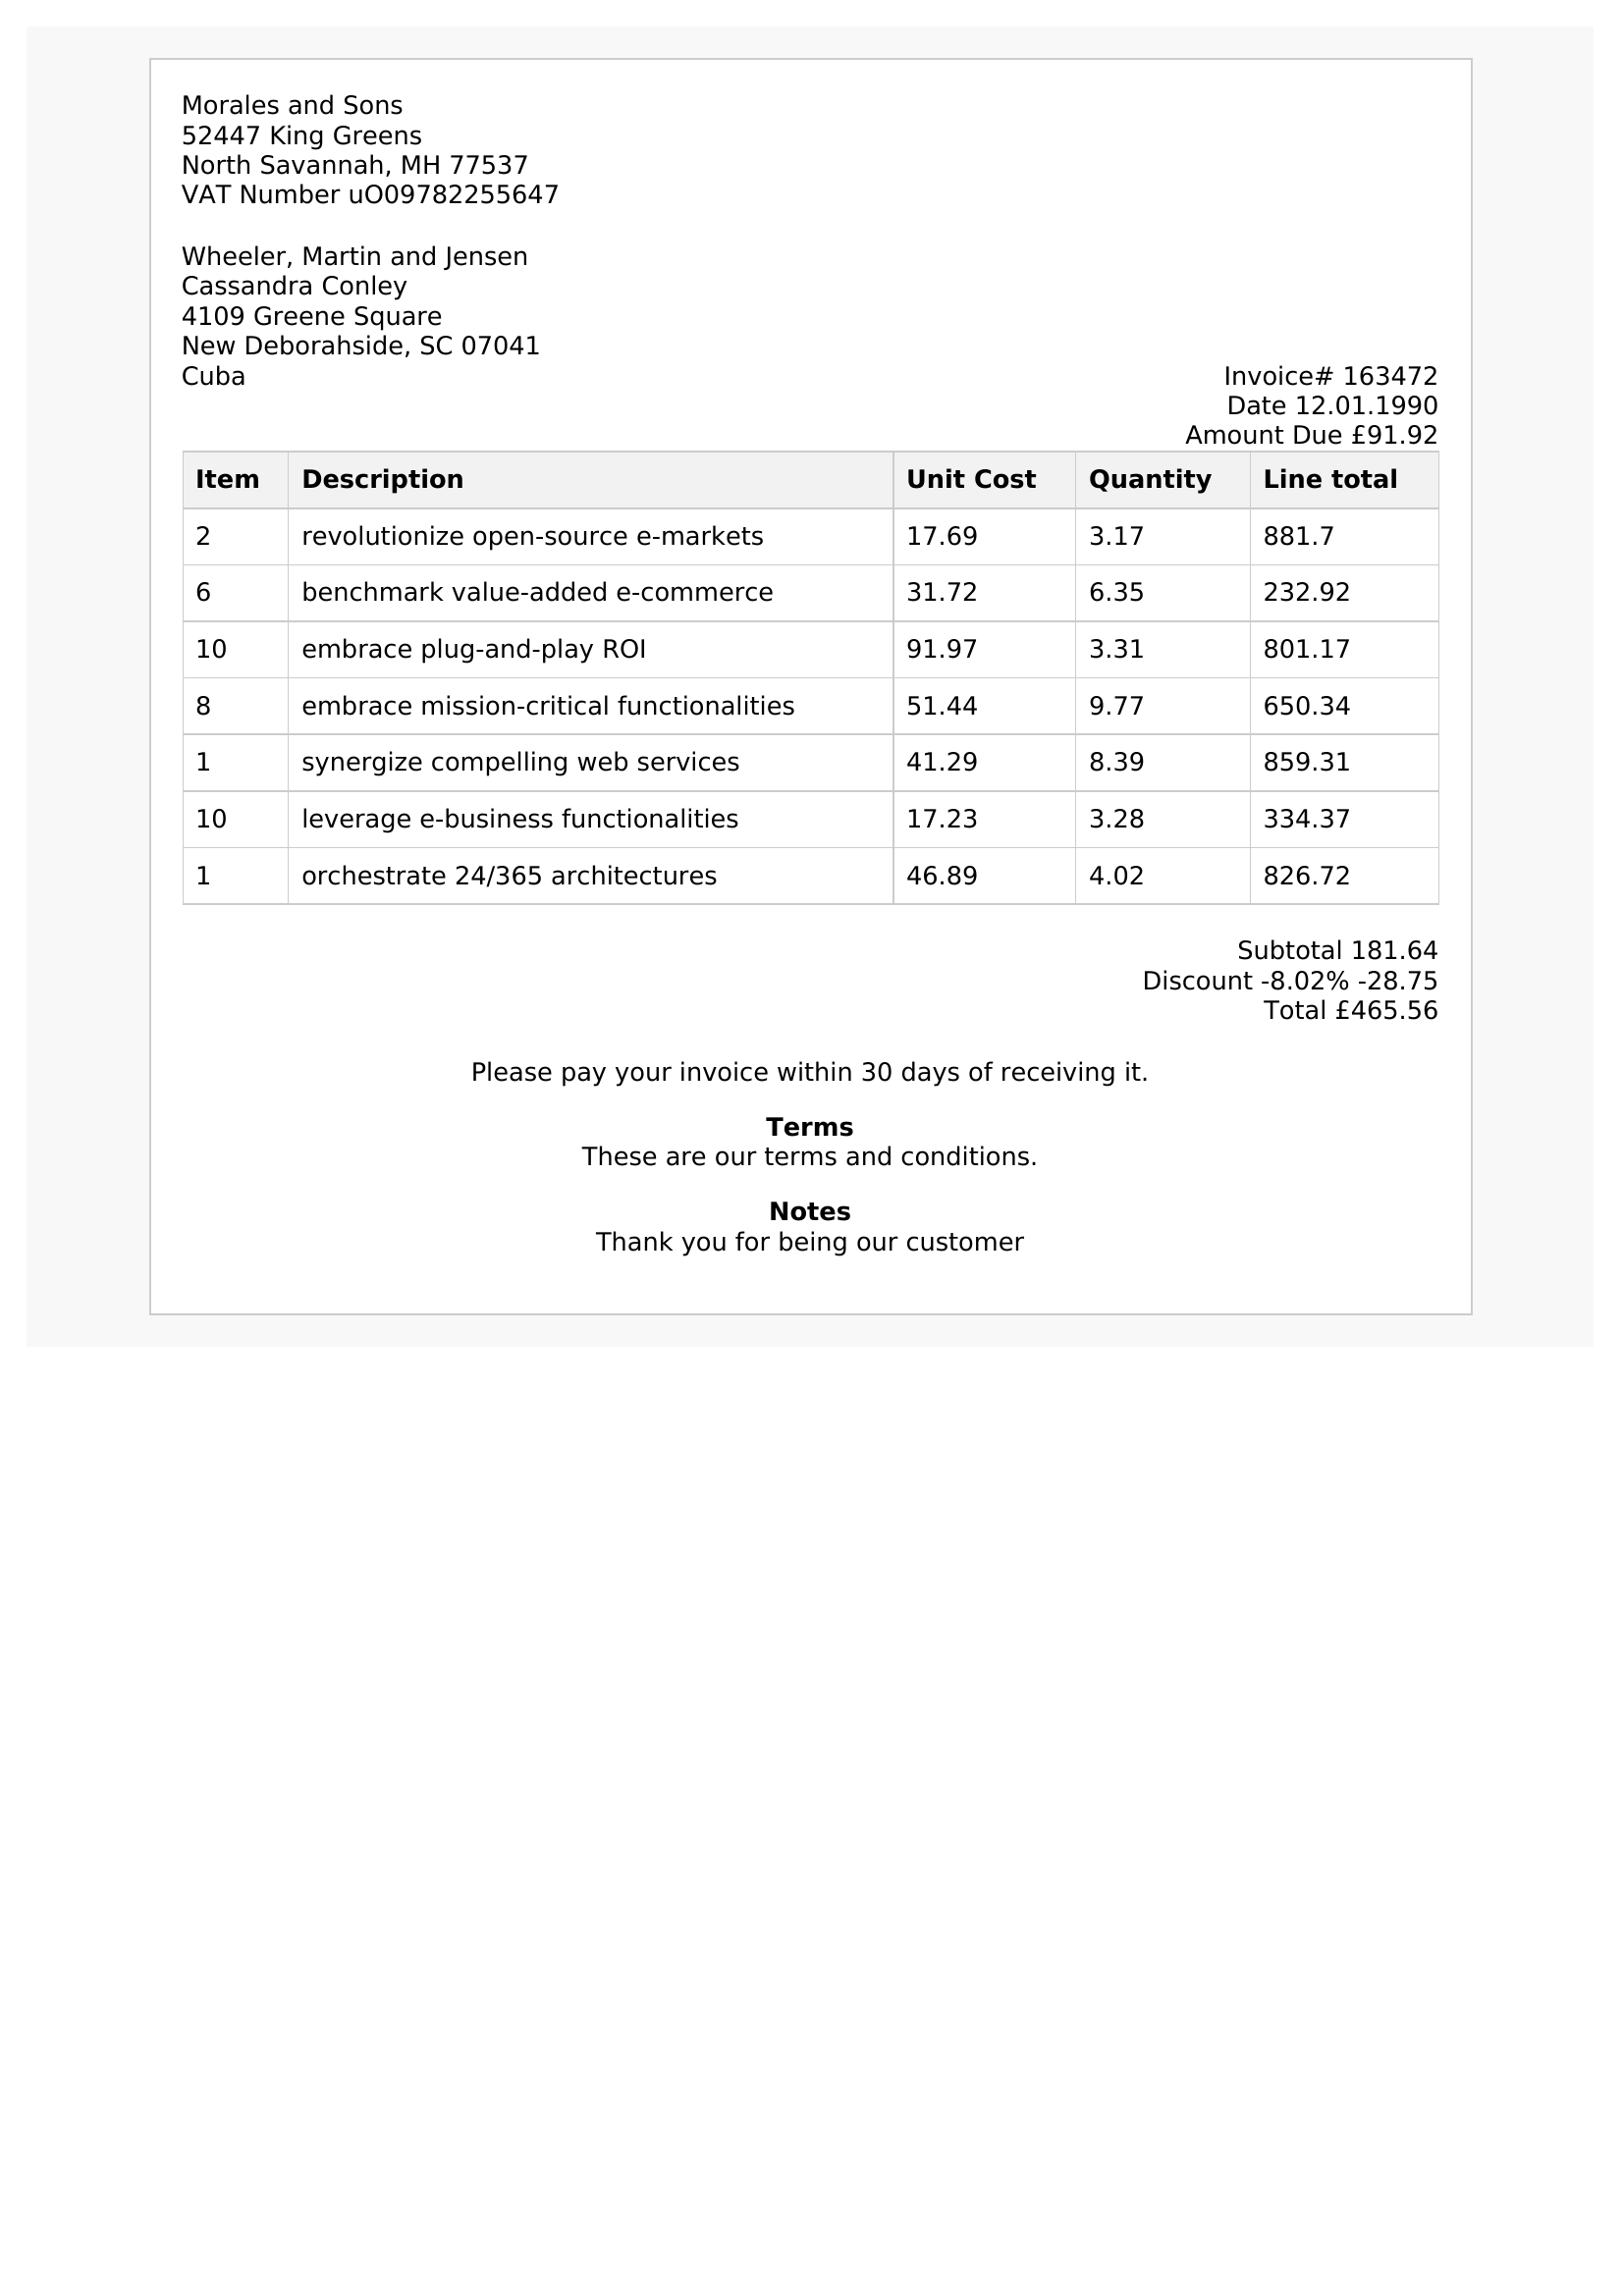 Morales and Sons
52447 King Greens
North Savannah, MH 77537
VAT Number uO09782255647
Wheeler, Martin and Jensen
Cassandra Conley
4109 Greene Square
New Deborahside, SC 07041
Cuba
Invoice# 163472
Date 12.01.1990
Amount Due £91.92
Item Description Unit Cost Quantity Line total
2 revolutionize open-source e-markets 17.69 3.17 881.7
6 benchmark value-added e-commerce 31.72 6.35 232.92
10 embrace plug-and-play ROI 91.97 3.31 801.17
8 embrace mission-critical functionalities 51.44 9.77 650.34
1 synergize compelling web services 41.29 8.39 859.31
10 leverage e-business functionalities 17.23 3.28 334.37
1 orchestrate 24/365 architectures 46.89 4.02 826.72
Subtotal 181.64
Discount -8.02% -28.75
Total £465.56
Please pay your invoice within 30 days of receiving it.
Terms
These are our terms and conditions.
Notes
Thank you for being our customer